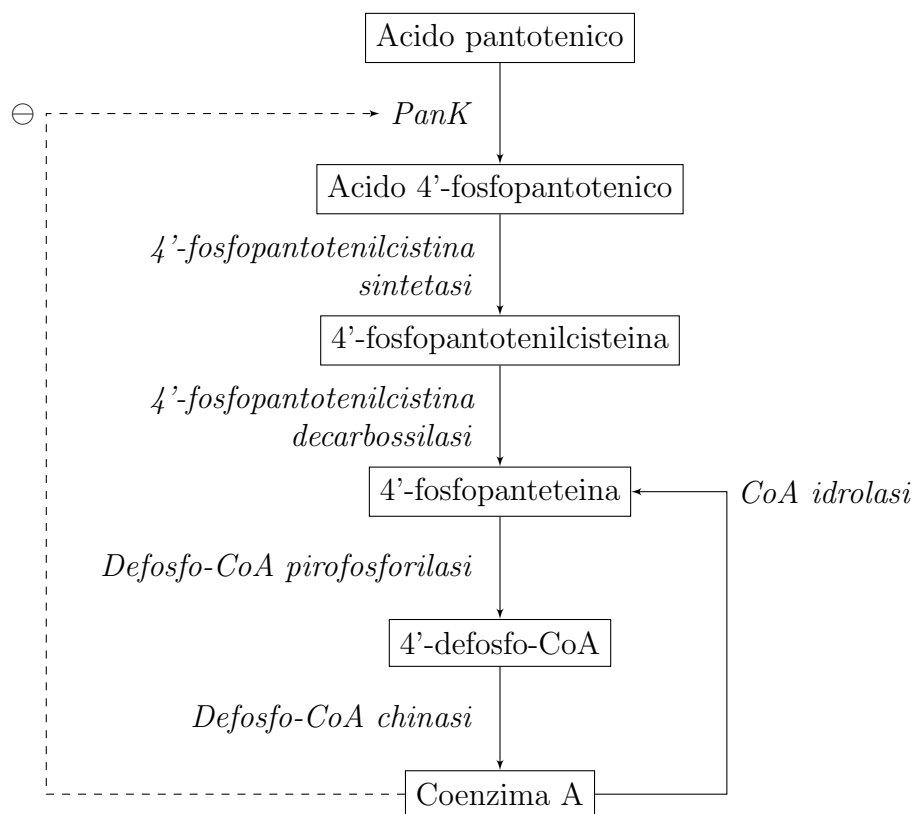 Acido pantotenico
⊖
PanK
Acido 4'-fosfopantotenico
4'-fosfopantotenilcistina
sintetasi
4'-fosfopantotenilcisteina
4'-fosfopantotenilcistina
decarbossilasi
4'-fosfopanteteina
CoA idrolasi
Defosfo-CoA pirofosforilasi
4'-defosfo-CoA
Defosfo-CoA chinasi
Coenzima A